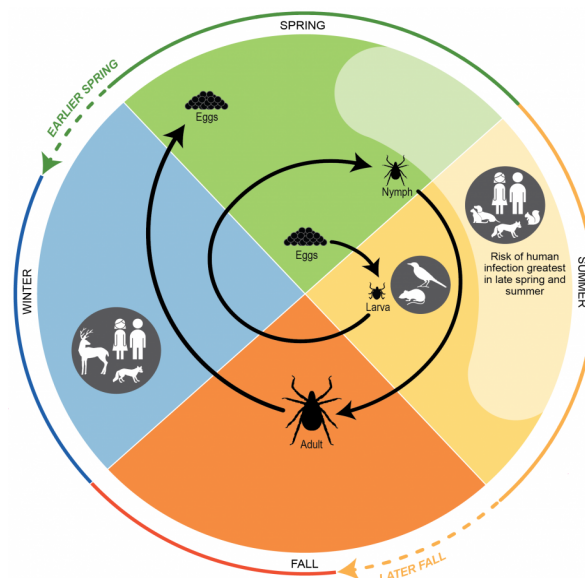 SPRING
EARLIER SPRING
Eggs
Nymph
Eggs
Larva
Risk of human
infection greatest
in late spring and
summer
SUMMER
WINTER
Adult
FALL
LATER FALL